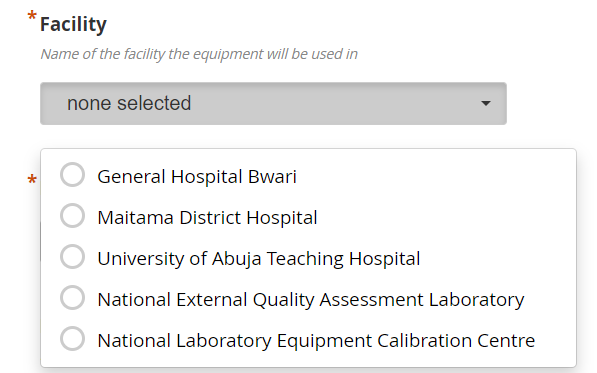 * Facility
Name of the facility the equipment will be used in
none selected
*
General Hospital Bwari
Maitama District Hospital
University of Abuja Teaching Hospital
National External Quality Assessment Laboratory
National Laboratory Equipment Calibration Centre